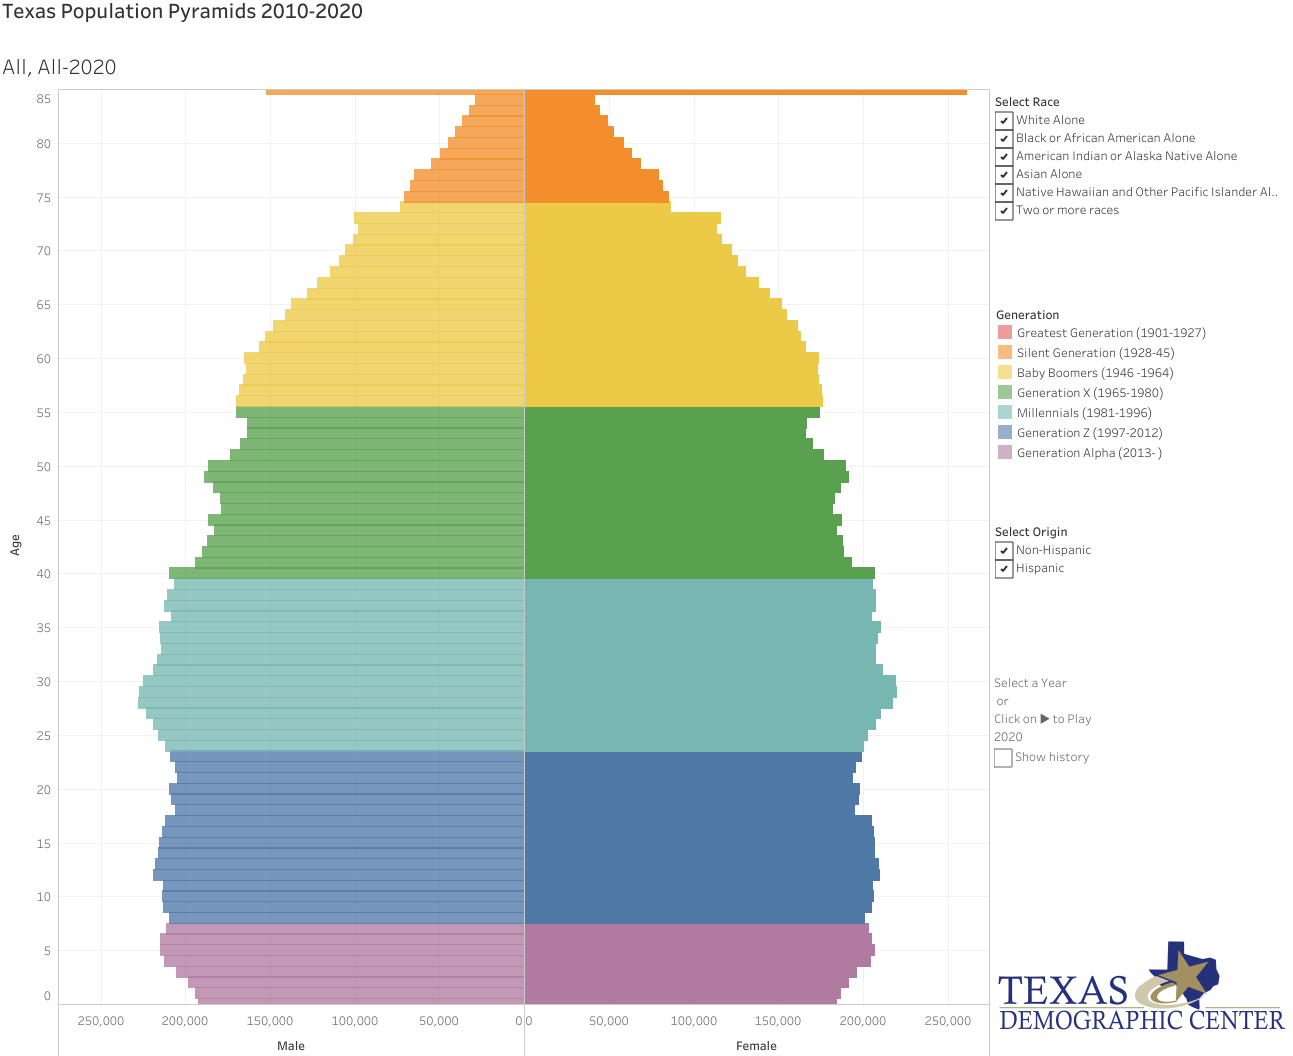 Texas Population Pyramids 2010-2020
All, All-2020
85
80
75
70
65
60
55
50
45
40
35
30
25
20
15
10
5
0
Age
250,000 200,000 150,000 100,000 50,000 0 0 50,000 100,000 150,000 200,000 250,000
Male Female
Select Race
White Alone
Black or African American Alone
American Indian or Alaska Native Alone
Asian Alone
Native Hawaiian and Other Pacific Islander Al..
Two or more races
Generation
Greatest Generation (1901-1927)
Silent Generation (1928-45)
Baby Boomers (1946 -1964)
Generation X (1965-1980)
Millennials (1981-1996)
Generation Z (1997-2012)
Generation Alpha (2013- )
Select Origin
Non-Hispanic
Hispanic
Select a Year
or
Click on ▶ to Play
2020
Show history
TEXAS
DEMOGRAPHIC CENTER